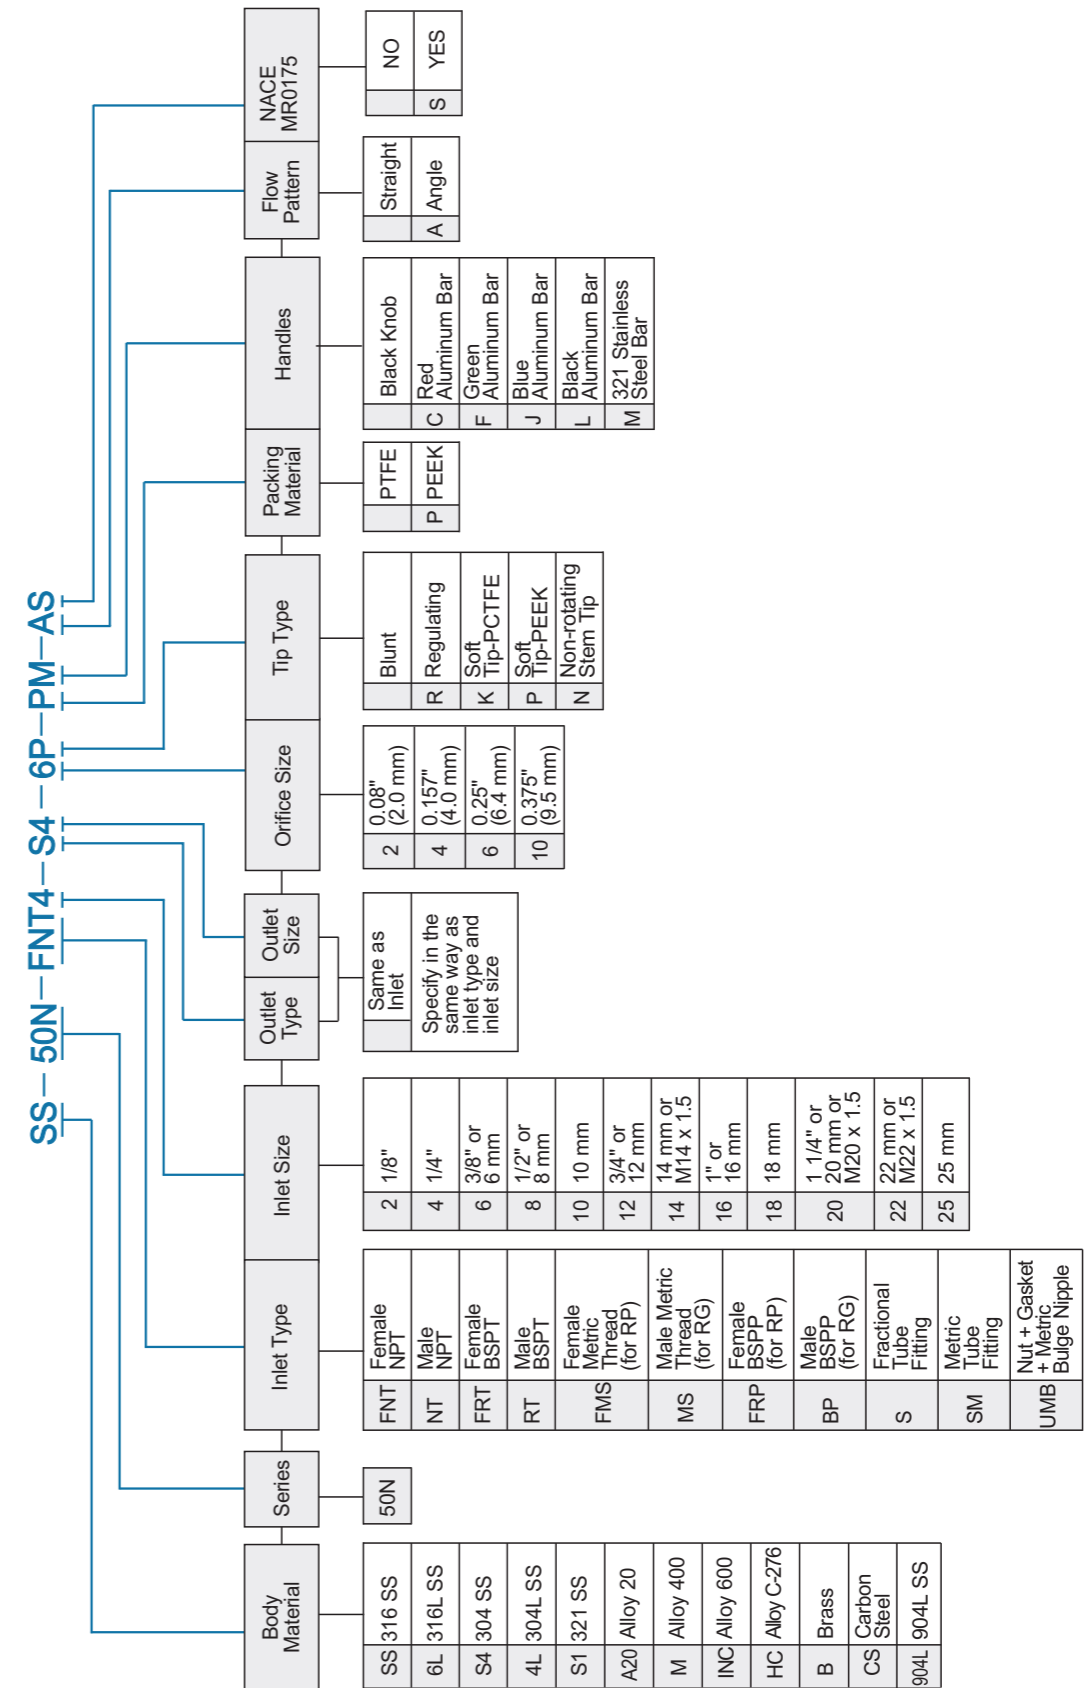 SS—50N—FNT4—S4—6P—PM—AS
Body
Material
SS 316 SS
6L 316L SS
S4 304 SS
4L 304L SS
S1 321 SS
A20 Alloy 20
M Alloy 400
INC Alloy 600
HC Alloy C-276
B Brass
CS Carbon
Steel
904L 904L SS
Series
50N
Inlet Type
FNT Female
NPT
NT Male
NPT
FRT Female
BSPT
RT Male
BSPT
FMS Female
Metric
Thread
(for RP)
MS Male Metric
Thread
(for RG)
FRP Female
BSPP
(for RP)
BP Male
BSPP
(for RG)
S Fractional
Tube
Fitting
SM Metric
Tube
Fitting
UMB Nut + Gasket
+ Metric
Bulge Nipple
Inlet Size
2 1/8"
4 1/4"
6 3/8" or
6 mm
8 1/2" or
8 mm
10 10 mm
12 3/4" or
12 mm
14 14 mm or
M14 x 1.5
16 1" or
16 mm
18 18 mm
20 1 1/4" or
20 mm or
M20 x 1.5
22 22 mm or
M22 x 1.5
25 25 mm
Outlet
Type
Outlet
Size
Same as
Inlet
Specify in the
same way as
inlet type and
inlet size
Orifice Size
2 0.08"
(2.0 mm)
4 0.157"
(4.0 mm)
6 0.25"
(6.4 mm)
10 0.375"
(9.5 mm)
Tip Type
Blunt
R Regulating
K Soft
Tip-PCTFE
P Soft
Tip-PEEK
N Non-rotating
Stem Tip
Packing
Material
PTFE
P PEEK
Handles
Black Knob
C Red
Aluminum Bar
F Green
Aluminum Bar
J Blue
Aluminum Bar
L Black
Aluminum Bar
M 321 Stainless
Steel Bar
Flow
Pattern
Straight
A Angle
NACE
MR0175
NO
S YES